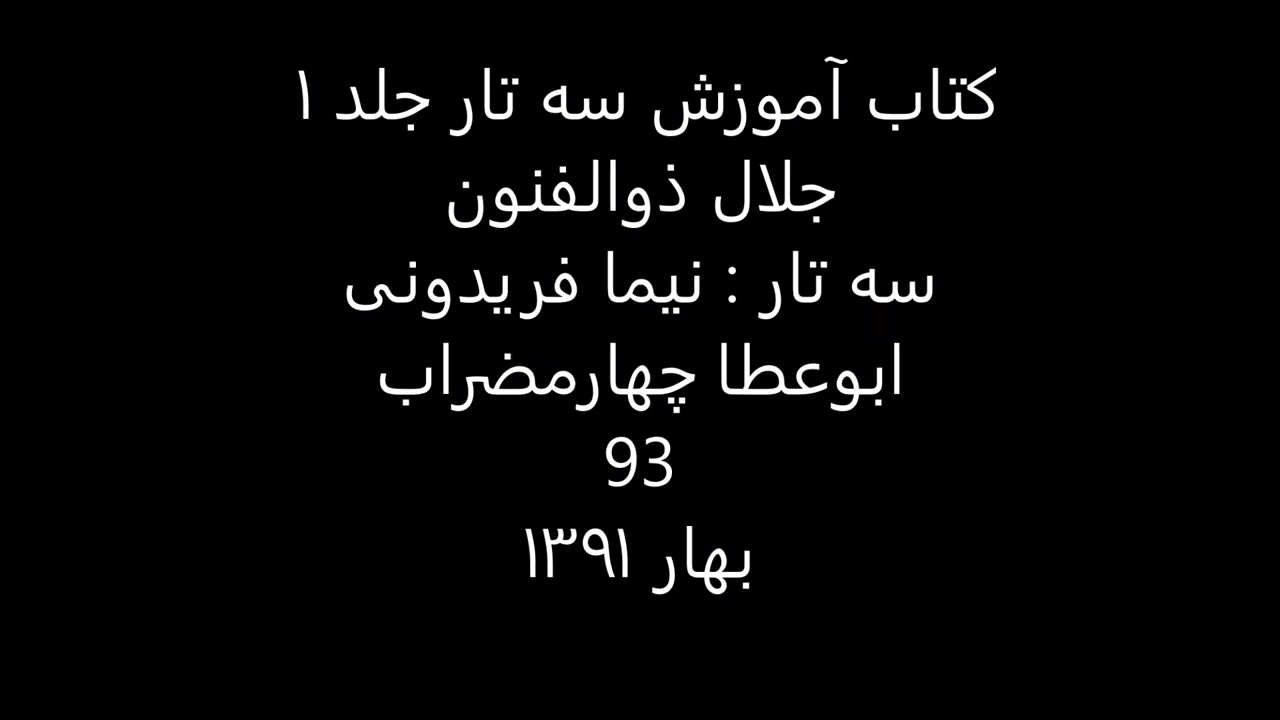 کتاب آموزش سه تار جلد ۱
جلال ذوالفنون
سه تار : نیما فریدونی
ابوعطا چهارمضراب
93
بهار ۱۳۹۱